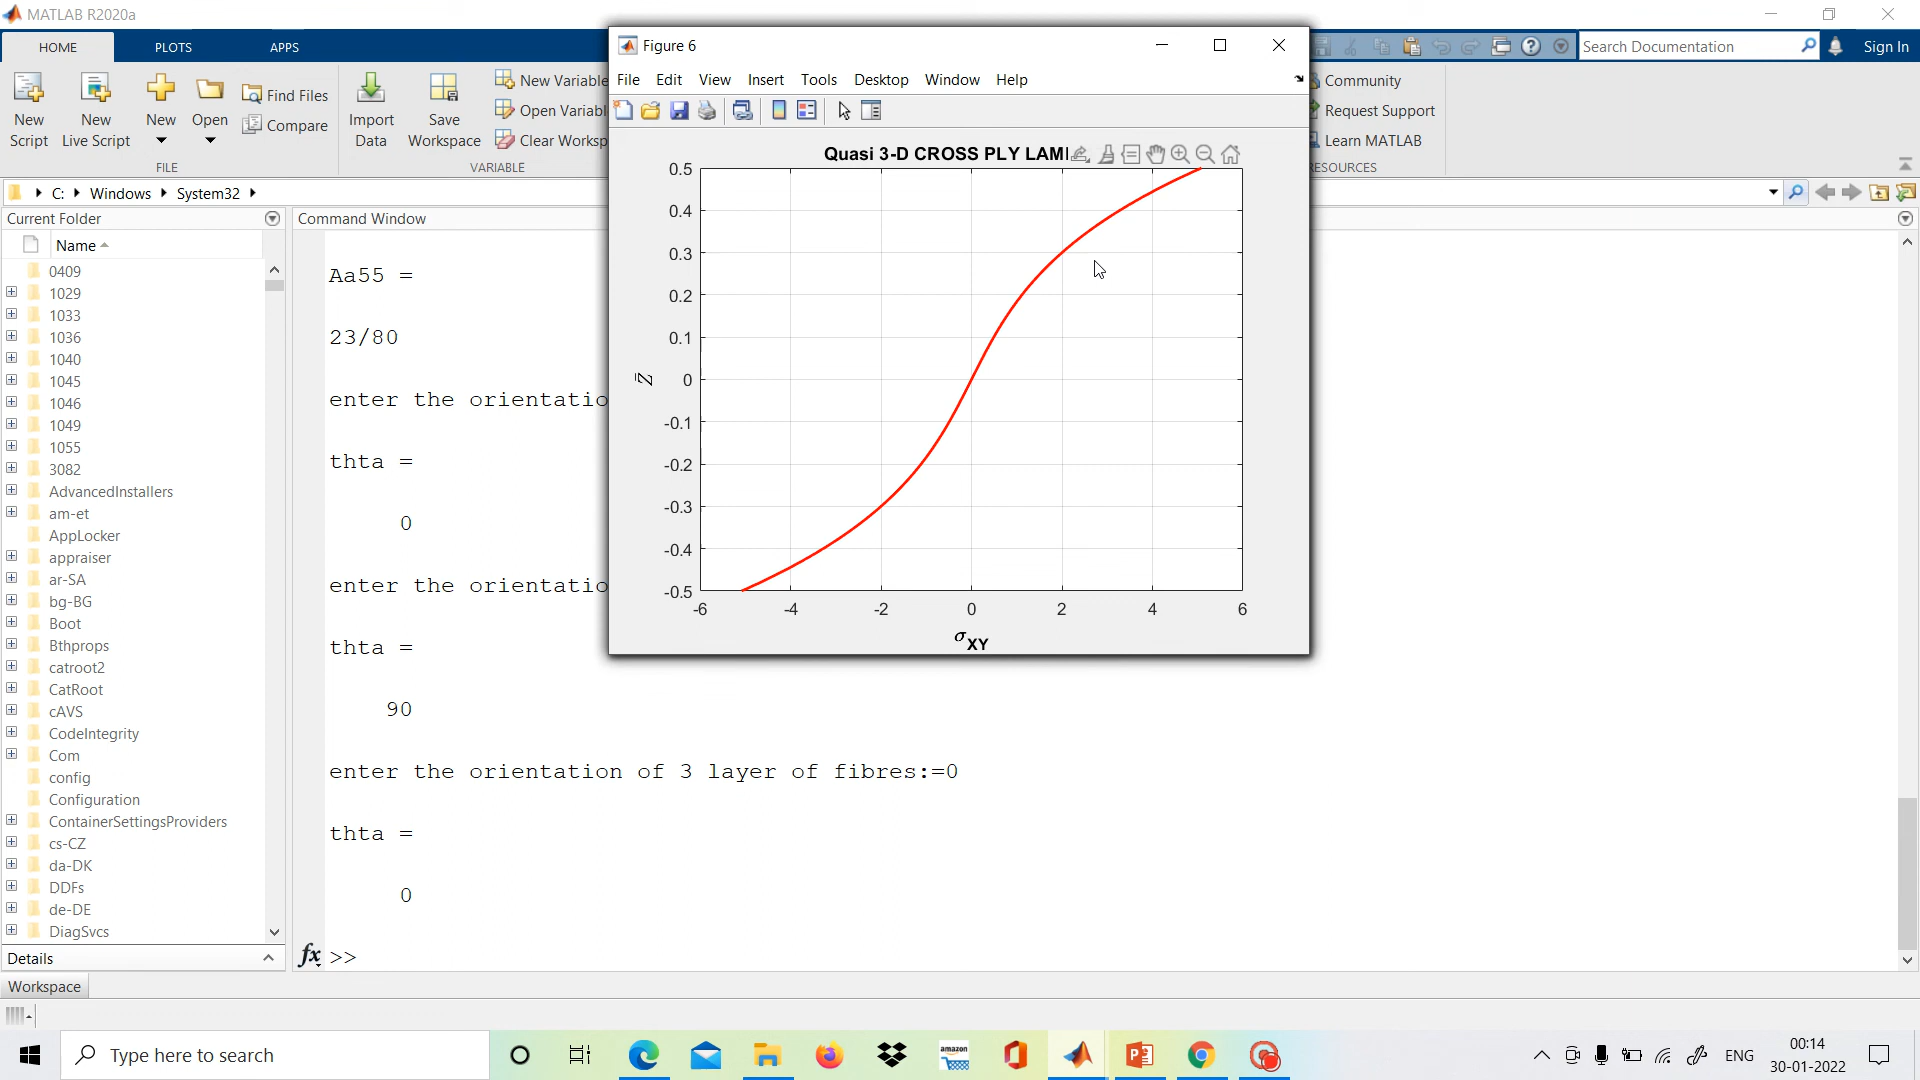 MATLAB R2020a
HOME PLOTS APPS
Search Documentation
Sign In
New Script
New Live Script
New
Open
Find Files
Compare
Import Data
Save Workspace
New Variable
Open Variabl
Clear Worksp
Community
Request Support
Learn MATLAB
FILE
VARIABLE
RESOURCES
C: Windows System32
Current Folder
Name
0409
1029
1033
1036
1040
1045
1046
1049
1055
3082
AdvancedInstallers
am-et
AppLocker
appraiser
ar-SA
bg-BG
Boot
Bthprops
catroot2
CatRoot
cAVS
CodeIntegrity
Com
config
Configuration
ContainerSettingsProviders
cs-CZ
da-DK
DDFs
de-DE
DiagSvcs
Details
Workspace
Command Window
Aa55 =
23/80
enter the orientatio
thta =
0
enter the orientatio
thta =
90
enter the orientation of 3 layer of fibres:=0
thta =
0
fx >>
Figure 6
File Edit View Insert Tools Desktop Window Help
Quasi 3-D CROSS PLY LAMI
0.5
0.4
0.3
0.2
0.1
0
-0.1
-0.2
-0.3
-0.4
-0.5
z̄
-6 -4 -2 0 2 4 6
σXY
Type here to search
amazon
ENG
00:14
30-01-2022